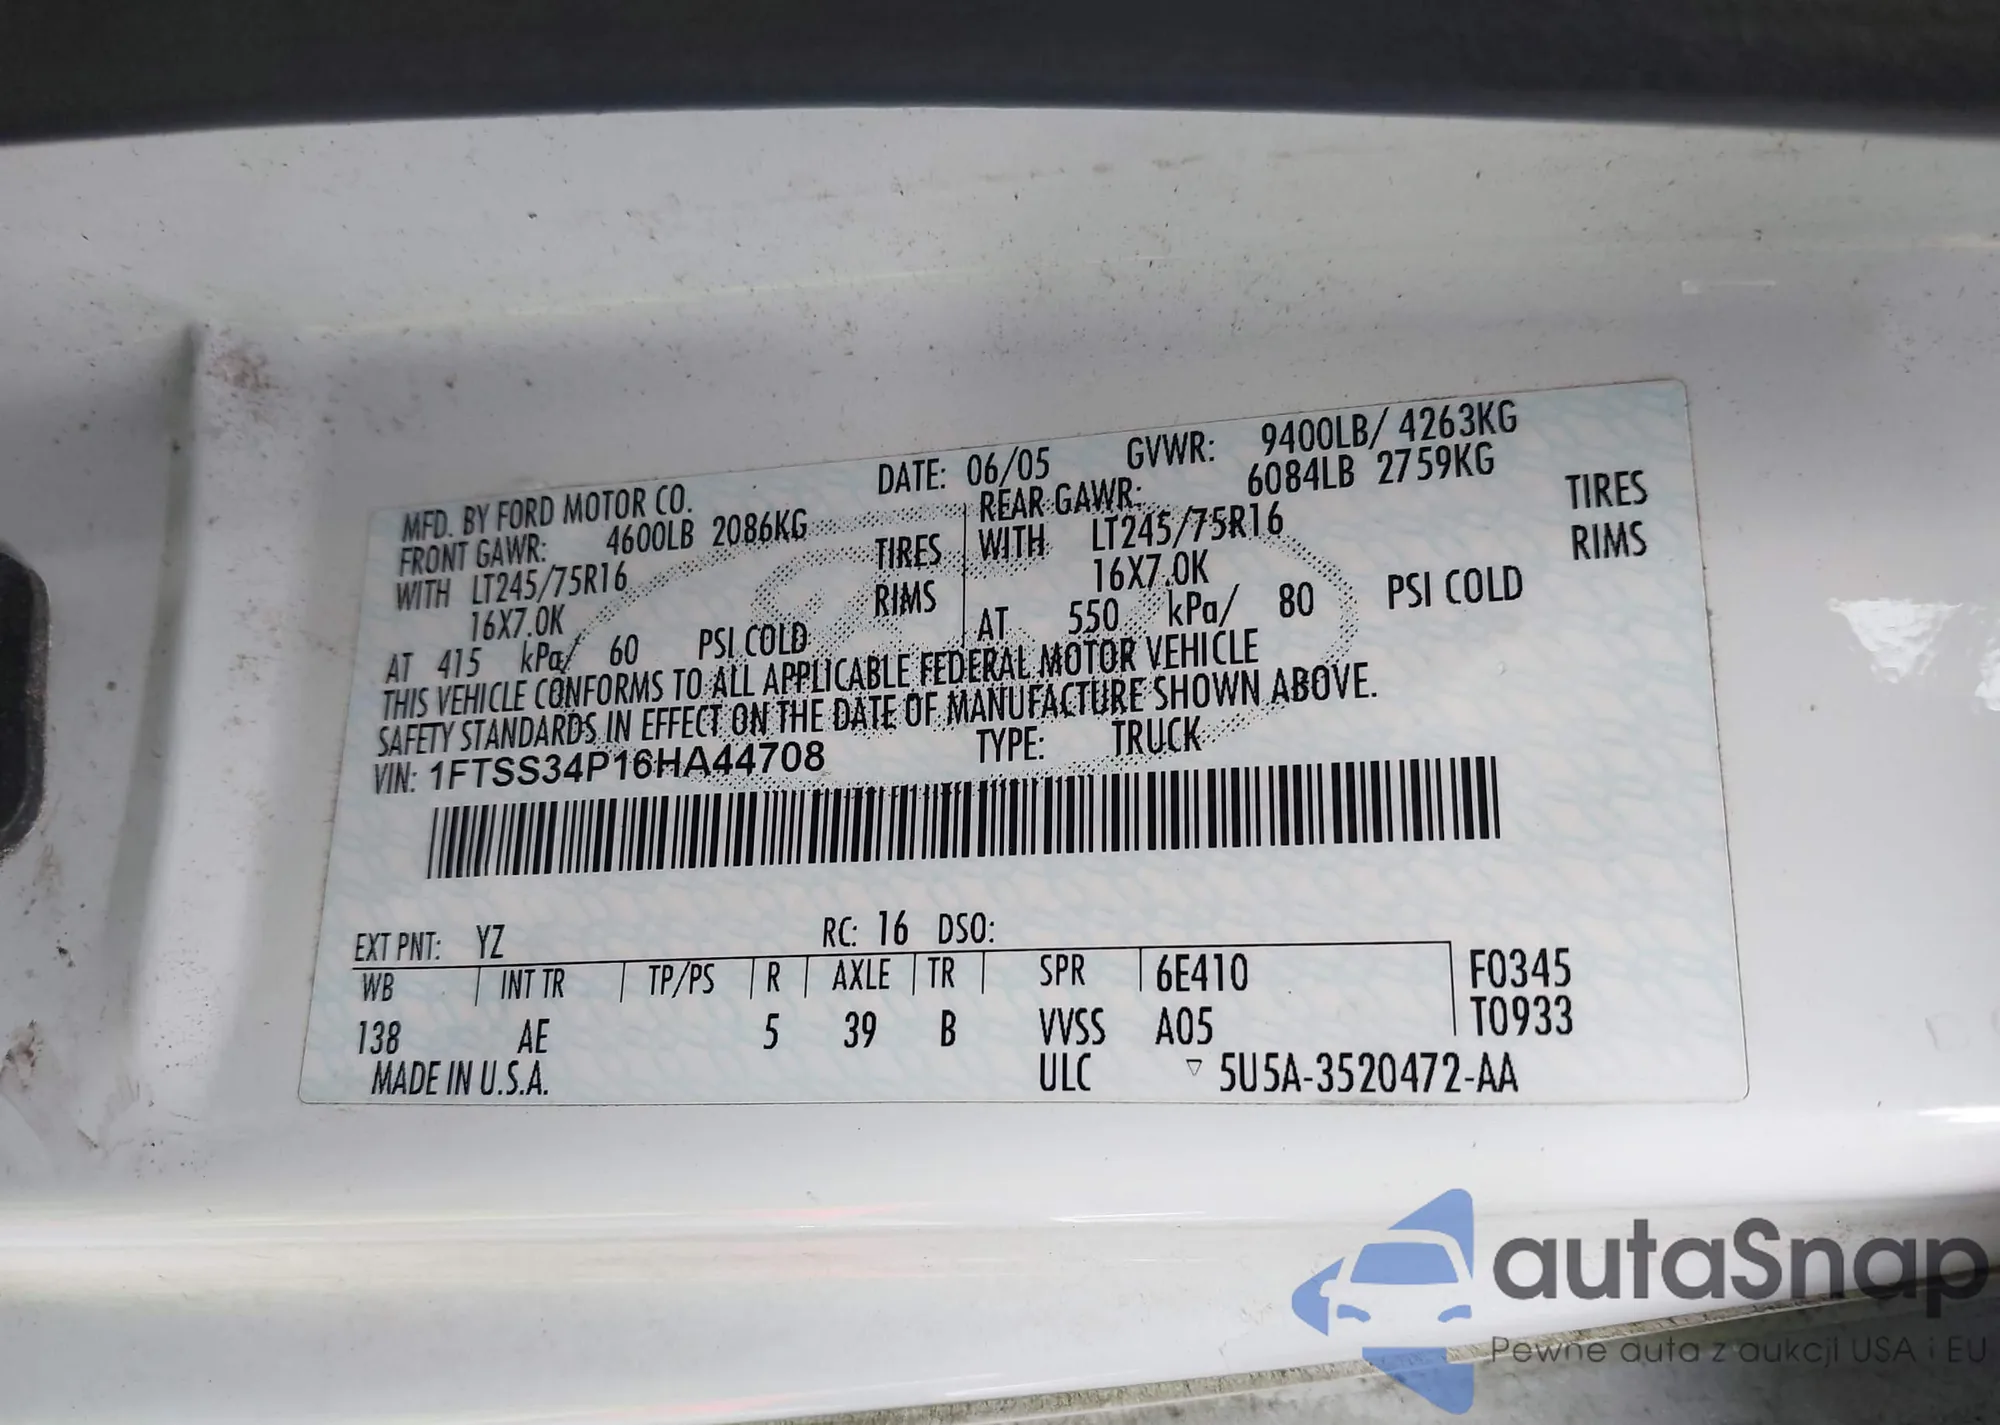 MFD. BY FORD MOTOR CO. DATE: 06/05 GVWR: 9400LB/ 4263KG
FRONT GAWR: 4600LB 2086KG REAR GAWR: 6084LB 2759KG
WITH LT245/75R16 TIRES WITH LT245/75R16 TIRES
16X7.0K RIMS 16X7.0K RIMS
AT 415 kPa/ 60 PSI COLD AT 550 kPa/ 80 PSI COLD
THIS VEHICLE CONFORMS TO ALL APPLICABLE FEDERAL MOTOR VEHICLE
SAFETY STANDARDS IN EFFECT ON THE DATE OF MANUFACTURE SHOWN ABOVE.
VIN: 1FTSS34P16HA44708 TYPE: TRUCK
EXT PNT: YZ RC: 16 DSO:
WB INT TR TP/PS R AXLE TR SPR 6E410 F0345
138 AE 5 39 B VVSS A05 T0933
MADE IN U.S.A. ULC ▽ 5U5A-3520472-AA
autaSnap
Pewne auta z aukcji USA i EU